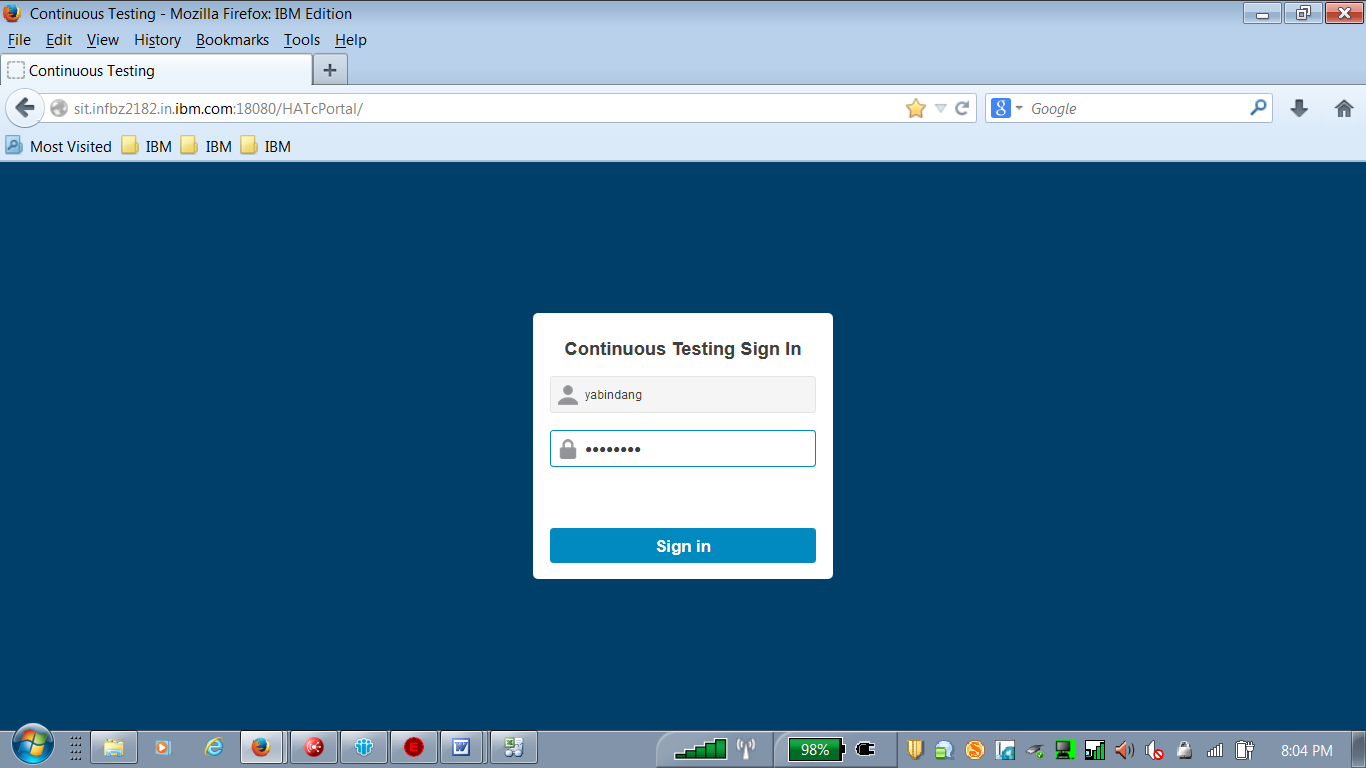 Continuous Testing - Mozilla Firefox: IBM Edition
File Edit View History Bookmarks Tools Help
Continuous Testing
sit.infbz2182.in.ibm.com:18080/HATcPortal/
Google
Most Visited IBM IBM IBM
Continuous Testing Sign In
yabindang
••••••••
Sign in
98%
8:04 PM